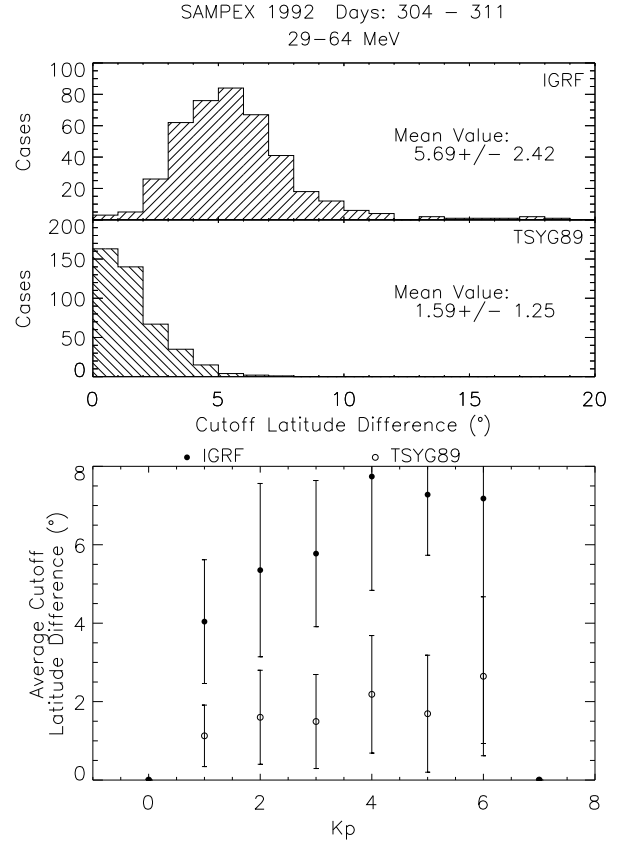 SAMPEX 1992 Days: 304 − 311
29−64 MeV
100
80
60
40
20
Cases
IGRF
Mean Value:
5.69+/− 2.42
200
150
100
50
0
Cases
TSYG89
Mean Value:
1.59+/− 1.25
0 5 10 15 20
Cutoff Latitude Difference (°)
IGRF TSYG89
8
6
4
2
0
Average Cutoff
Latitude Difference (°)
0 2 4 6 8
Kp